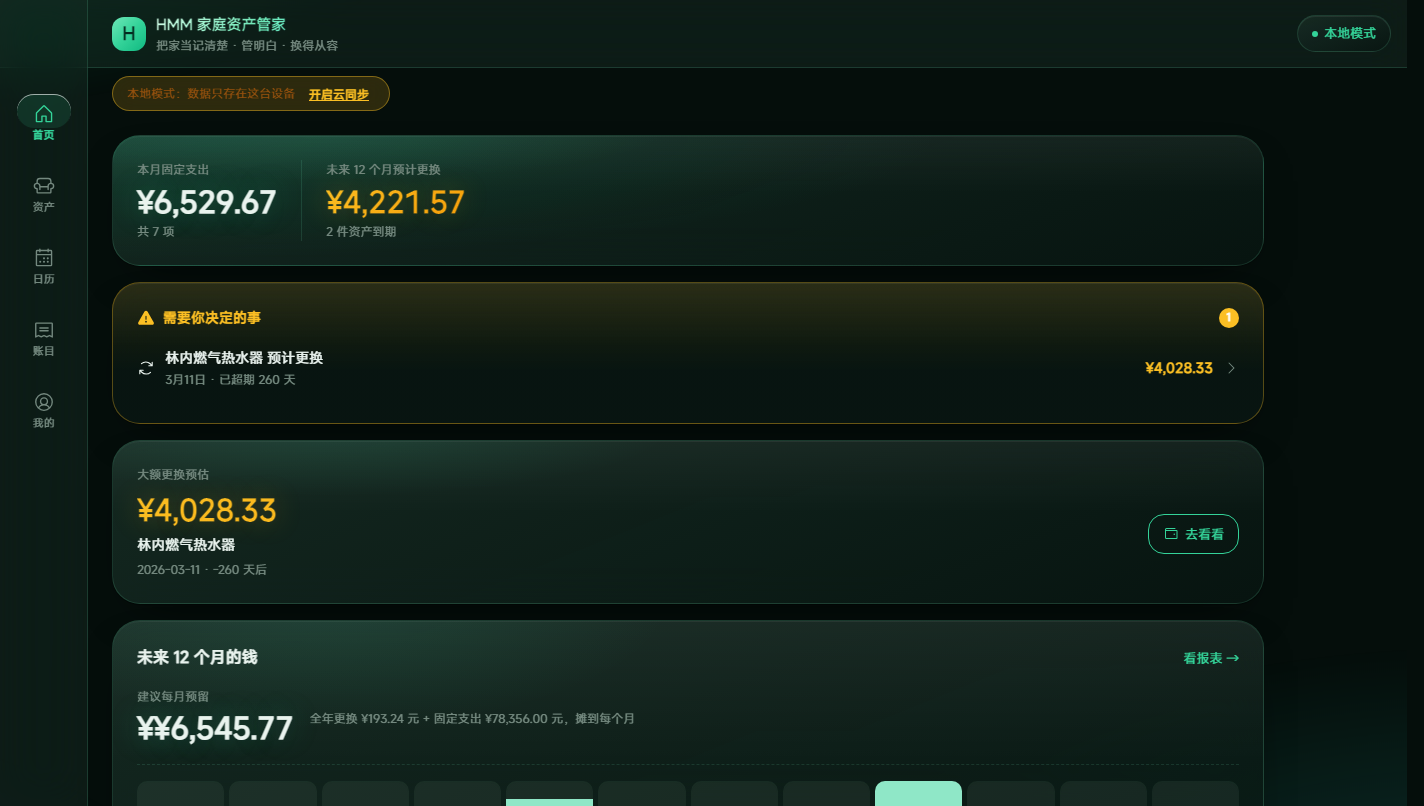 H
HMM 家庭资产管家
把家当记清楚 · 管明白 · 换得从容
本地模式
首页
资产
日历
账目
我的
本地模式：数据只存在这台设备 开启云同步
本月固定支出
¥6,529.67
共 7 项
未来 12 个月预计更换
¥4,221.57
2 件资产到期
需要你决定的事
1
林内燃气热水器 预计更换
3月11日 · 已超期 260 天
¥4,028.33
大额更换预估
¥4,028.33
林内燃气热水器
2026-03-11 · -260 天后
去看看
未来 12 个月的钱
看报表 →
建议每月预留
¥¥6,545.77
全年更换 ¥193.24 元 + 固定支出 ¥78,356.00 元，摊到每个月